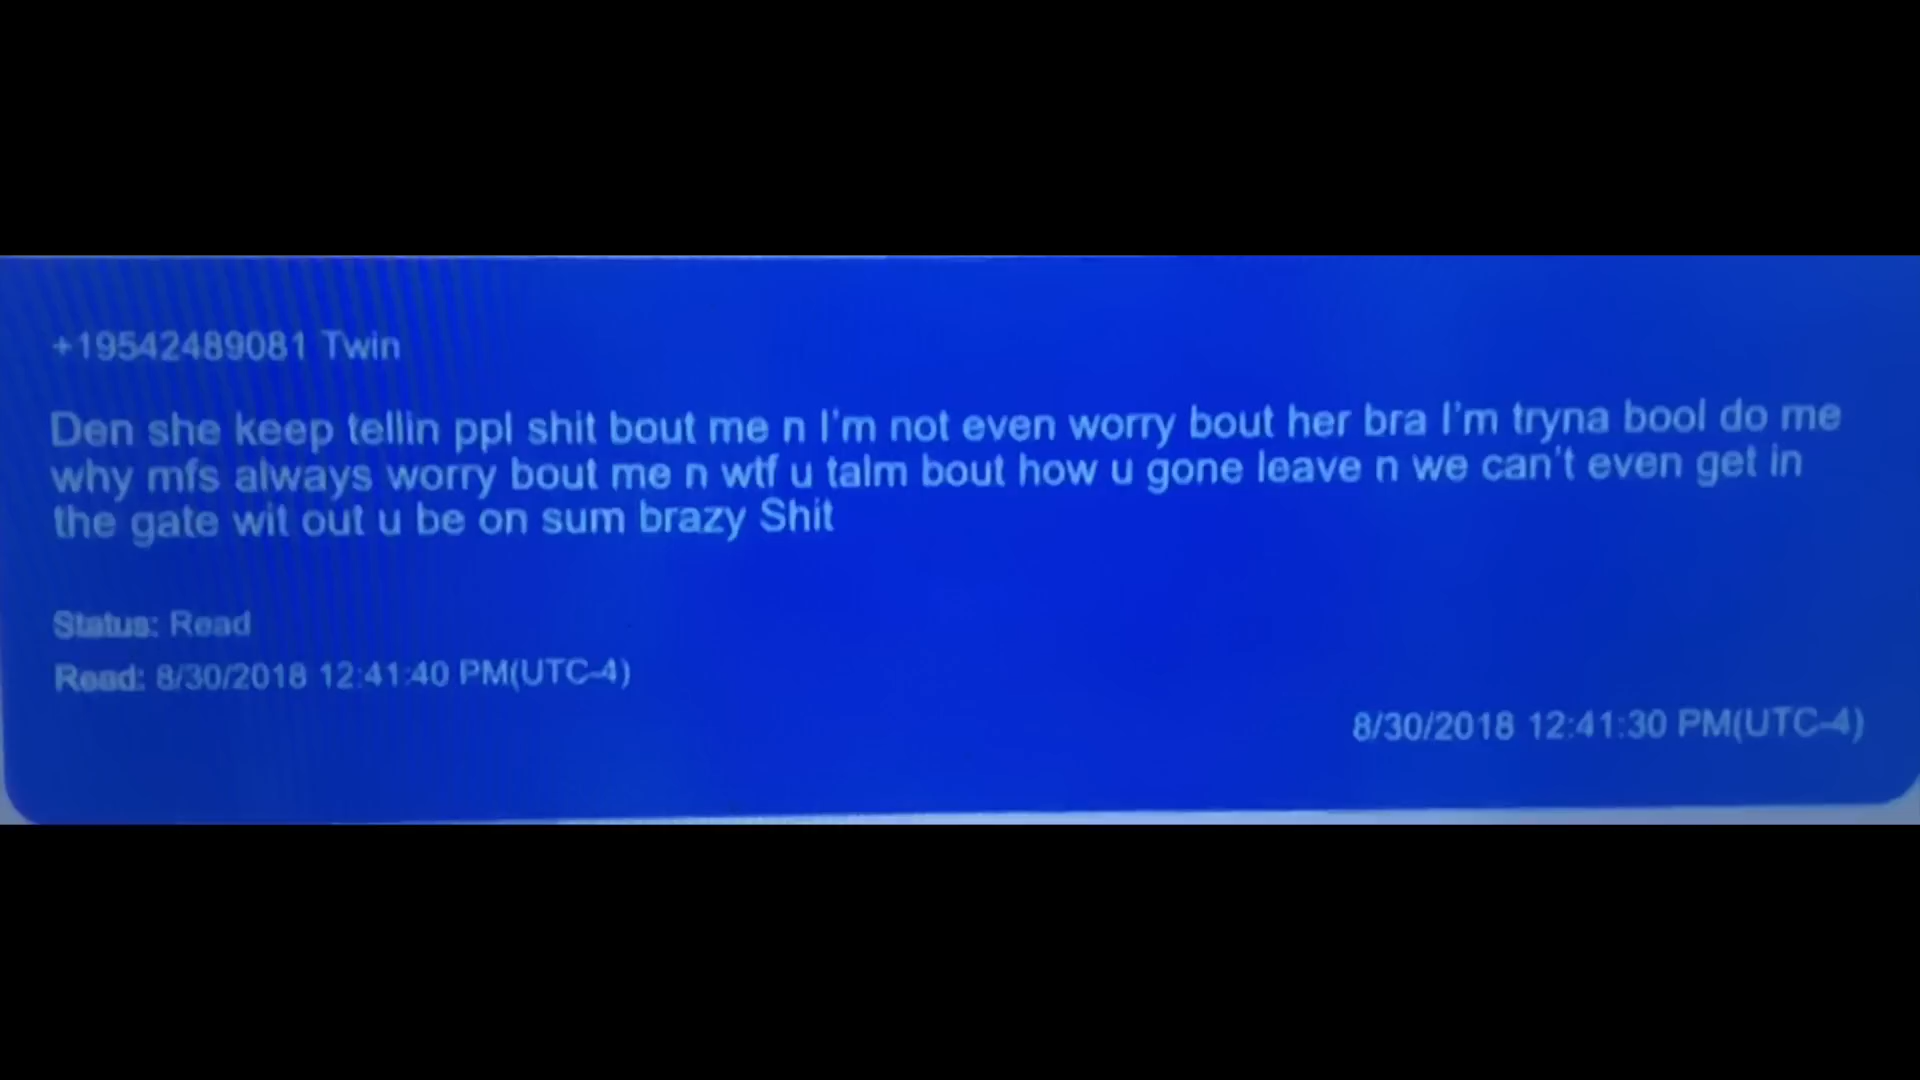 +19542489081 Twin
Den she keep tellin ppl shit bout me n I'm not even worry bout her bra I'm tryna bool do me
why mfs always worry bout me n wtf u talm bout how u gone leave n we can't even get in
the gate wit out u be on sum brazy Shit
Status: Read
Read: 8/30/2018 12:41:40 PM(UTC-4)
8/30/2018 12:41:30 PM(UTC-4)